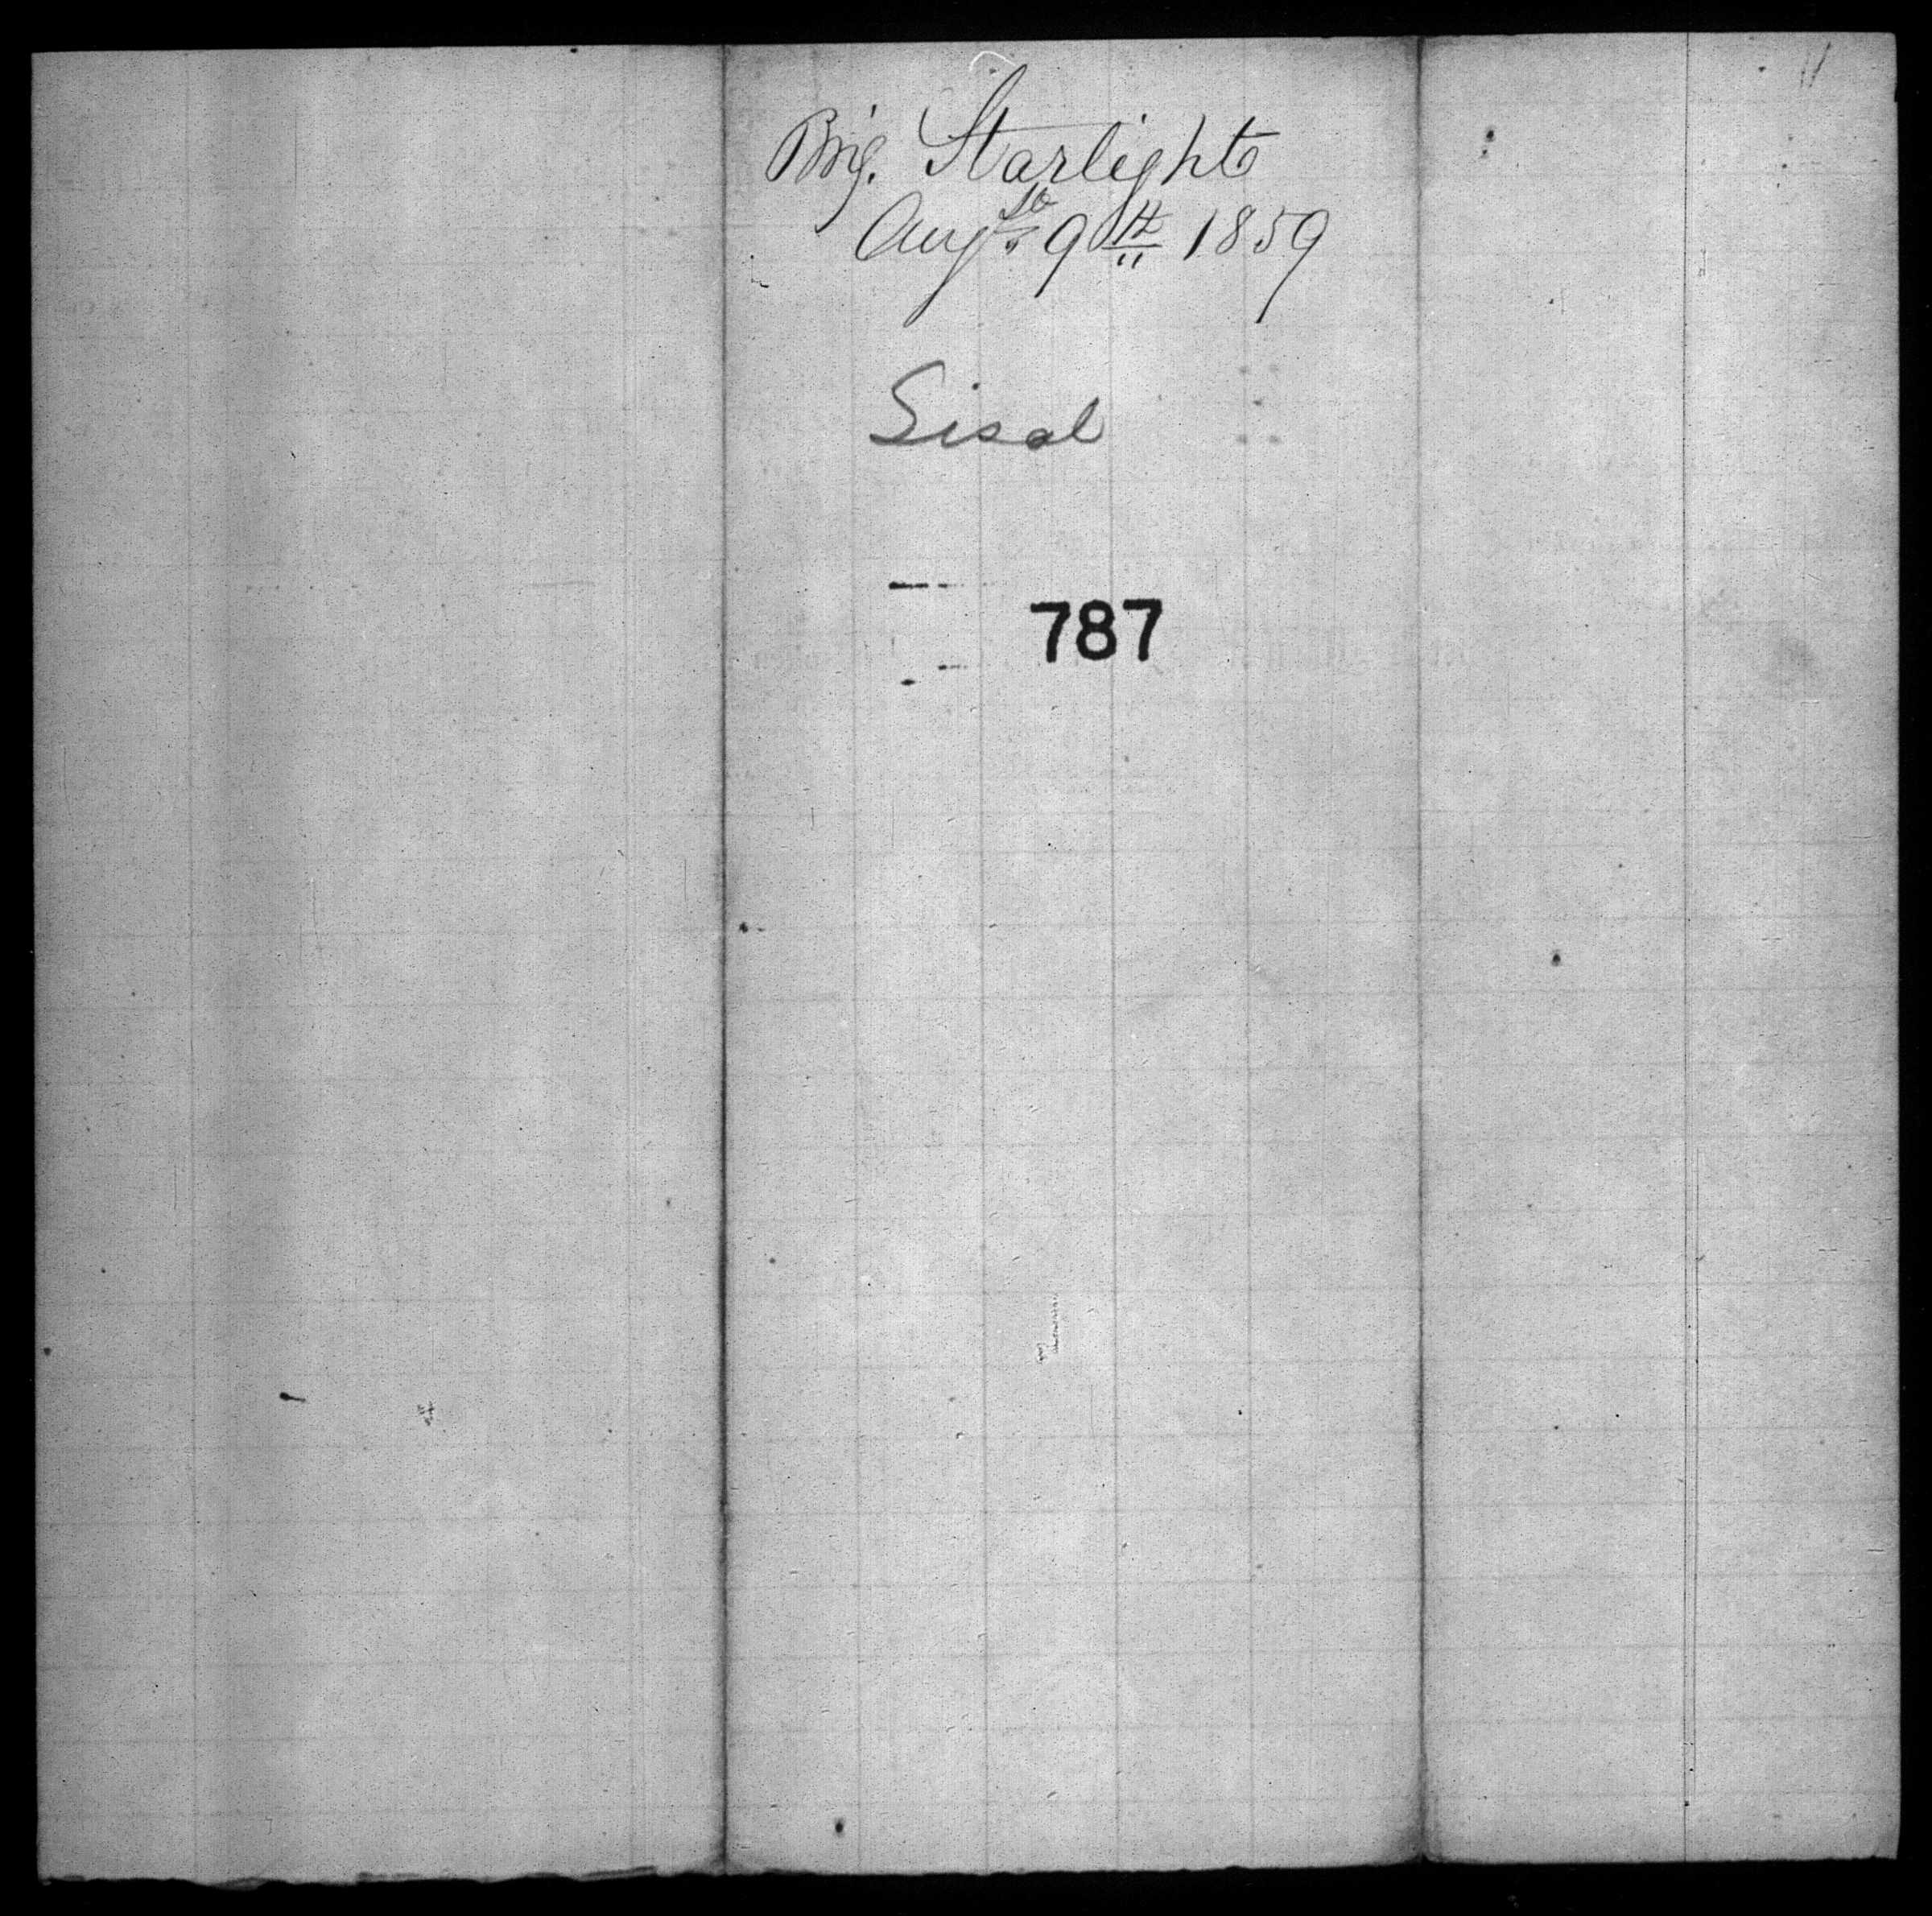 Brig. Starlight
Augst 9th 1859
Sisal
787